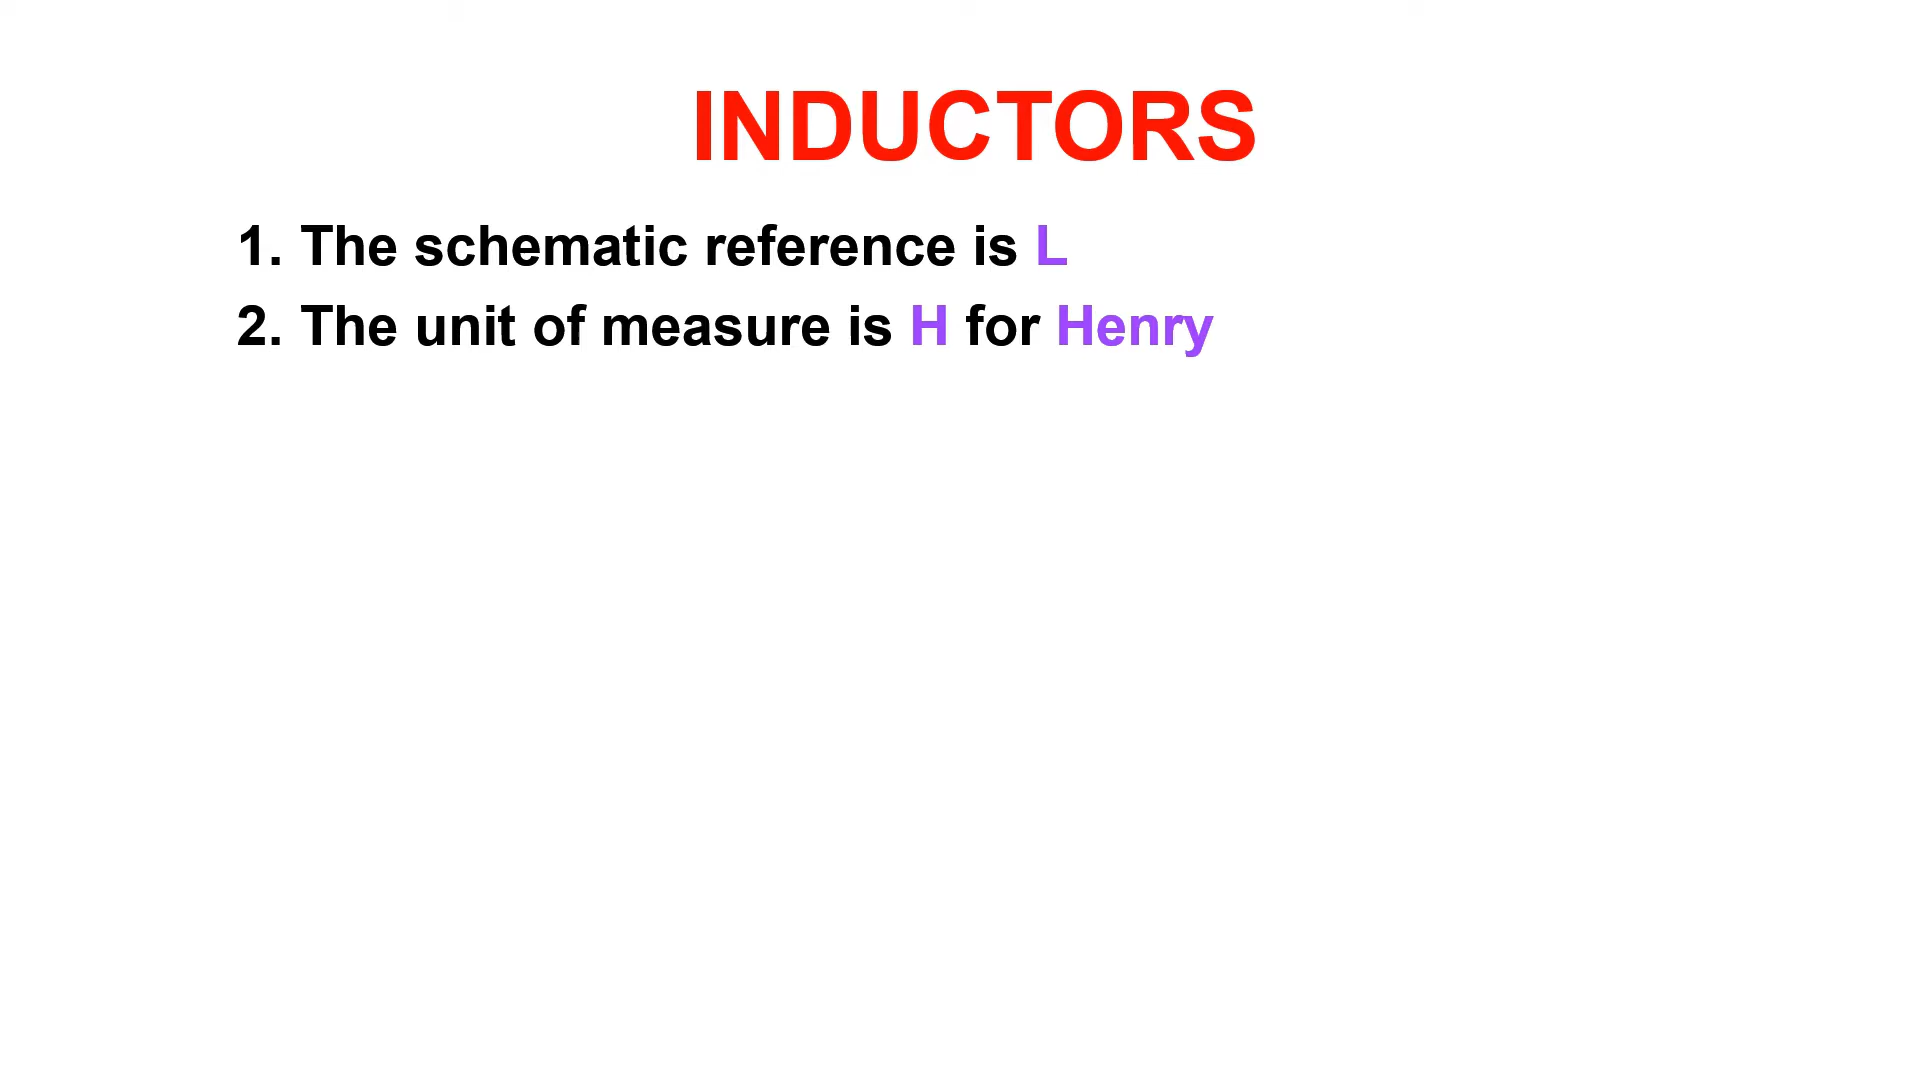 INDUCTORS
1. The schematic reference is L
2. The unit of measure is H for Henry